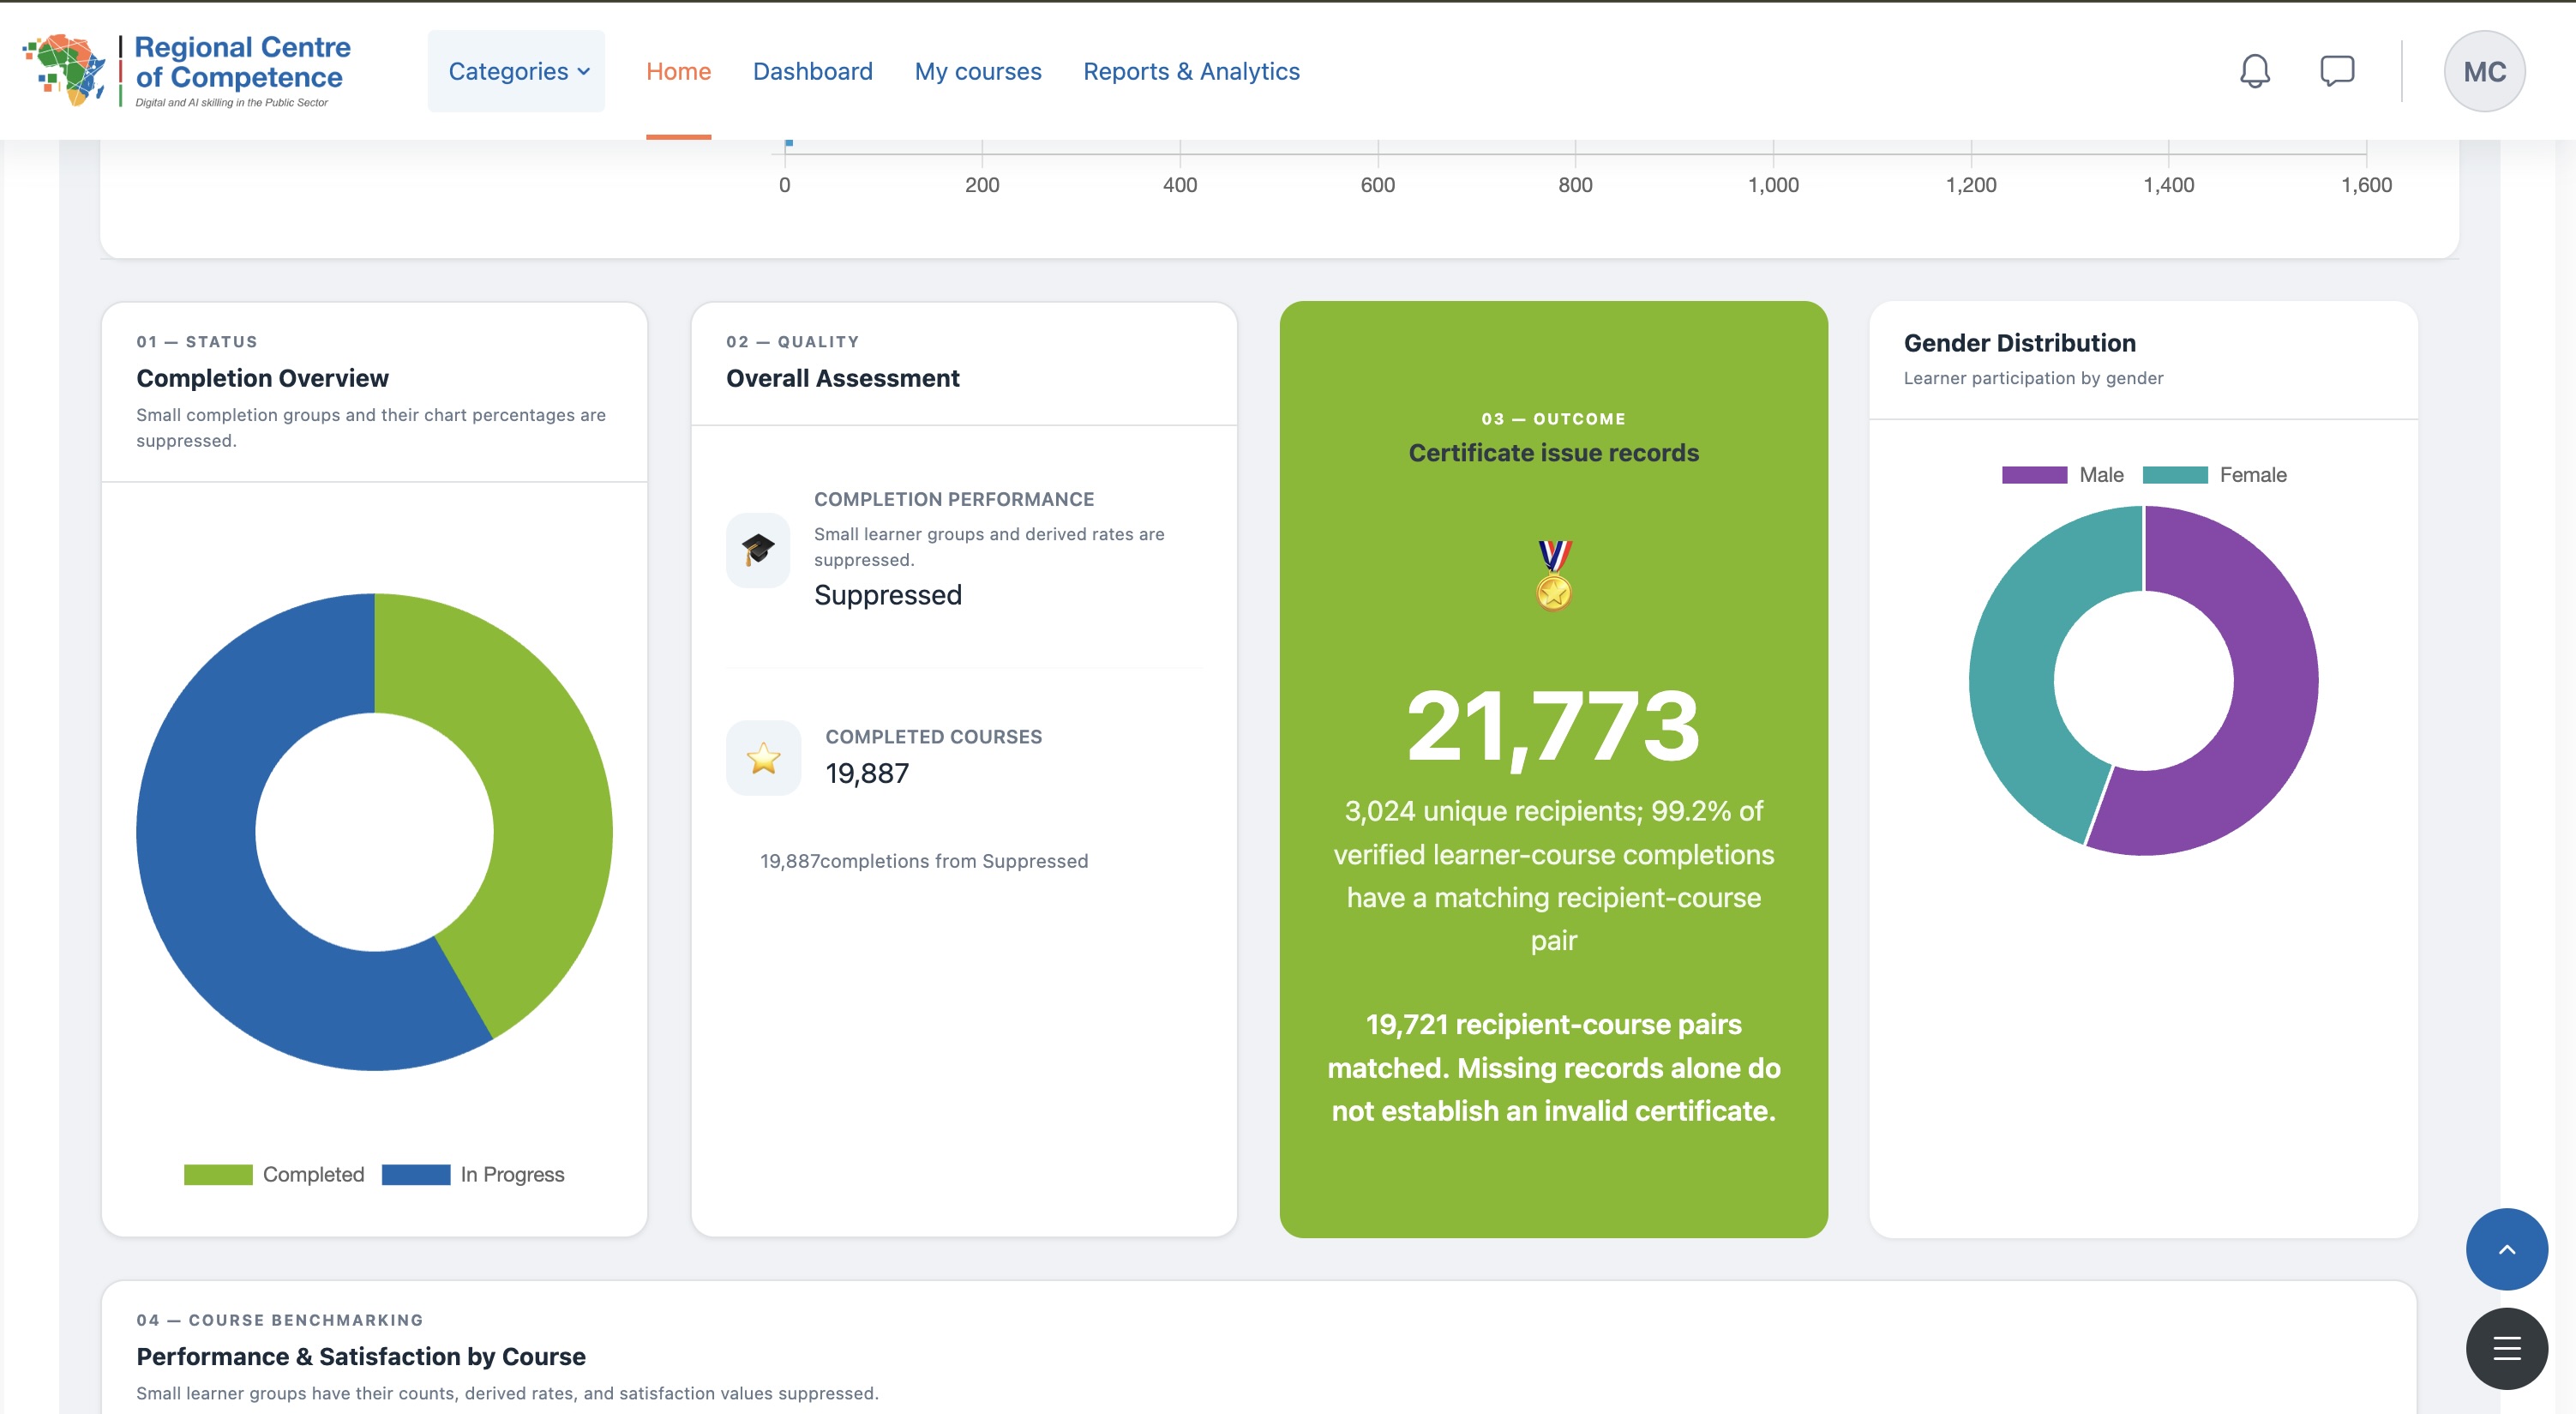 Regional Centre
of Competence
Digital and AI skilling in the Public Sector
Categories
Home
Dashboard
My courses
Reports & Analytics
MC
0
200
400
600
800
1,000
1,200
1,400
1,600
01 — STATUS
Completion Overview
Small completion groups and their chart percentages are
suppressed.
Completed
In Progress
02 — QUALITY
Overall Assessment
COMPLETION PERFORMANCE
Small learner groups and derived rates are
suppressed.
Suppressed
COMPLETED COURSES
19,887
19,887completions from Suppressed
03 — OUTCOME
Certificate issue records
21,773
3,024 unique recipients; 99.2% of
verified learner-course completions
have a matching recipient-course
pair
19,721 recipient-course pairs
matched. Missing records alone do
not establish an invalid certificate.
Gender Distribution
Learner participation by gender
Male
Female
04 — COURSE BENCHMARKING
Performance & Satisfaction by Course
Small learner groups have their counts, derived rates, and satisfaction values suppressed.